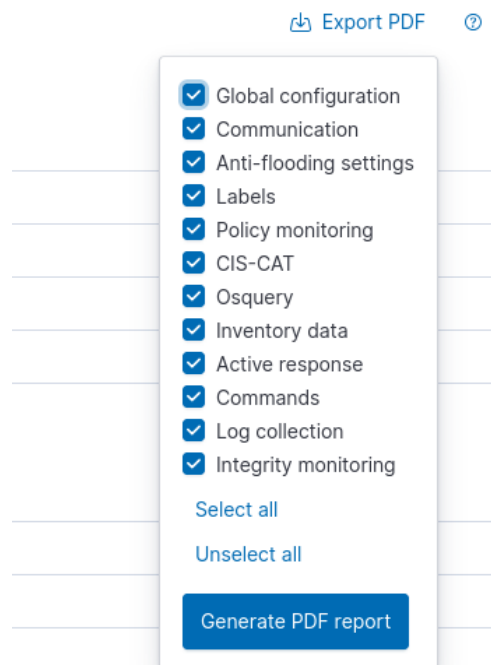 Export PDF
Global configuration
Communication
Anti-flooding settings
Labels
Policy monitoring
CIS-CAT
Osquery
Inventory data
Active response
Commands
Log collection
Integrity monitoring
Select all
Unselect all
Generate PDF report